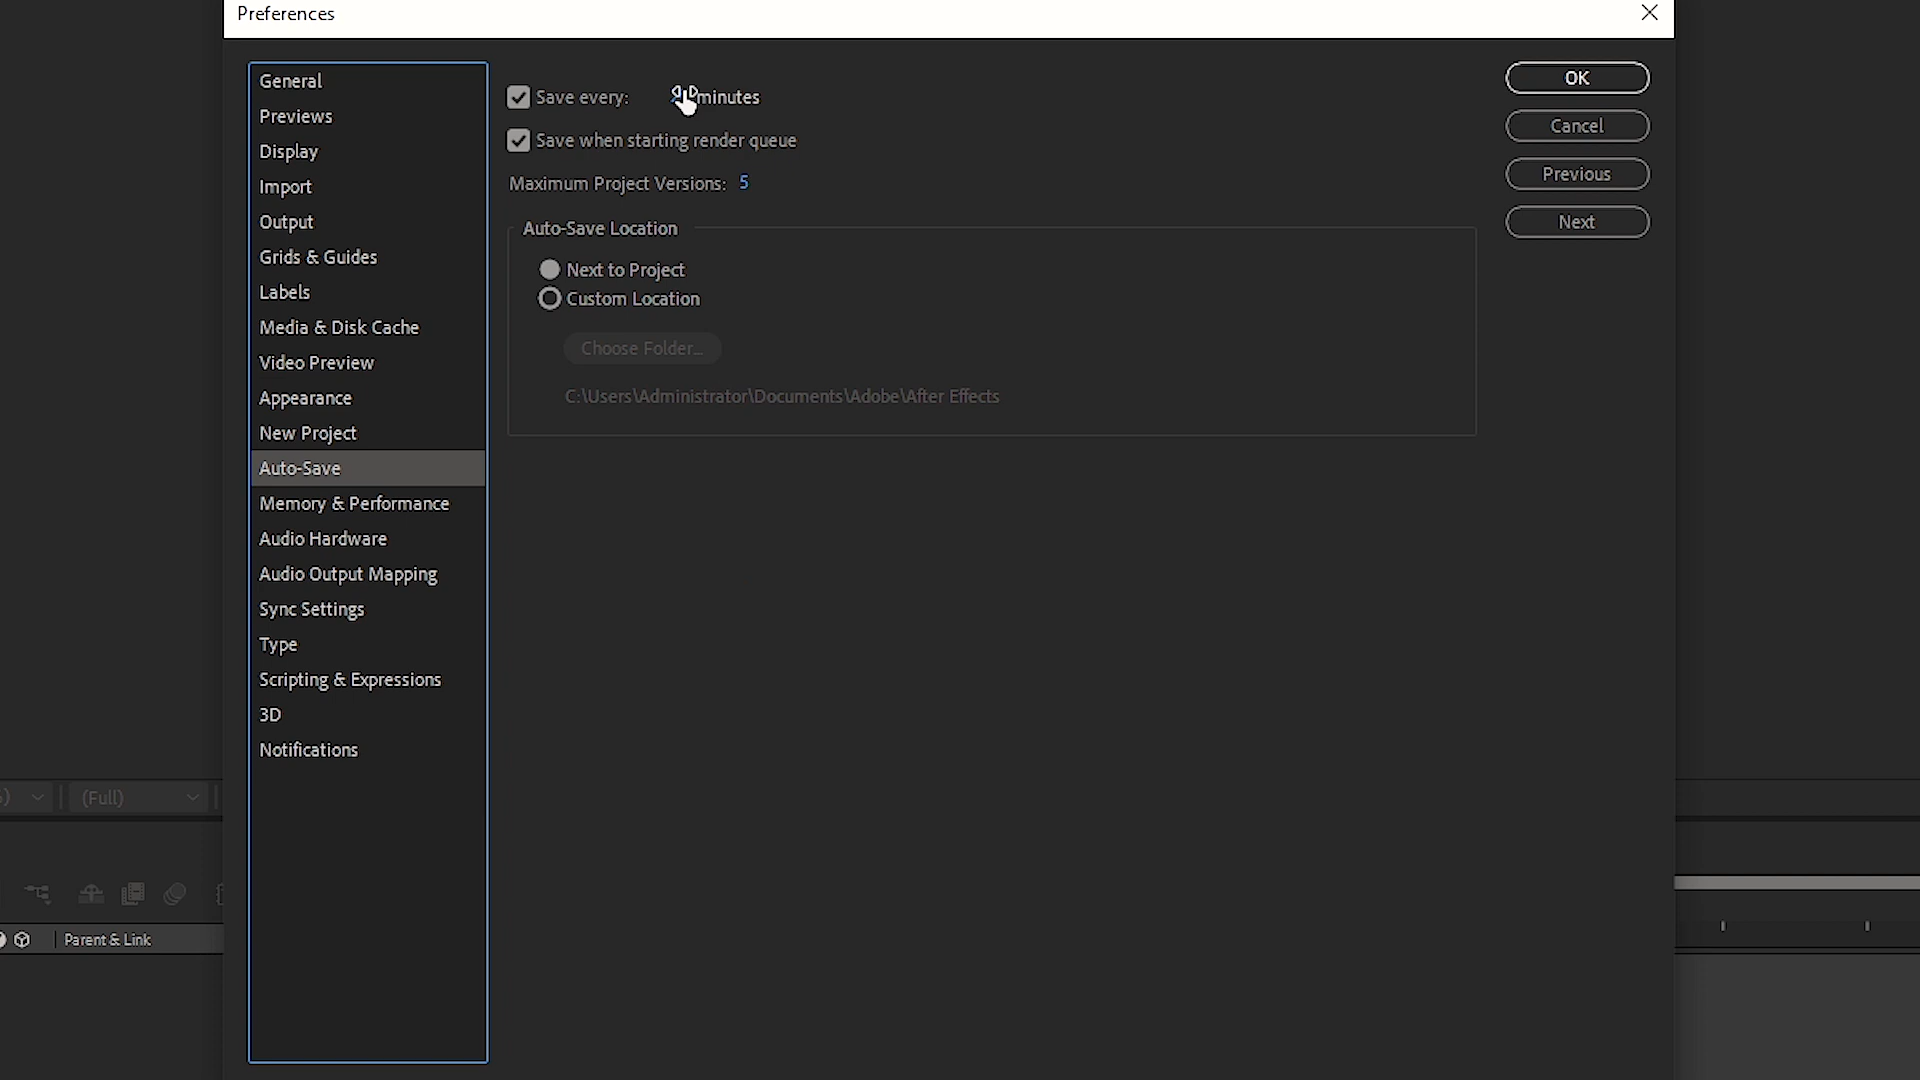 Preferences
General
Previews
Display
Import
Output
Grids & Guides
Labels
Media & Disk Cache
Video Preview
Appearance
New Project
Auto-Save
Memory & Performance
Audio Hardware
Audio Output Mapping
Sync Settings
Type
Scripting & Expressions
3D
Notifications
Save every: minutes
Save when starting render queue
Maximum Project Versions: 5
Auto-Save Location
Next to Project
Custom Location
Choose Folder...
C:\Users\Administrator\Documents\Adobe\After Effects
OK
Cancel
Previous
Next
(Full)
Parent & Link